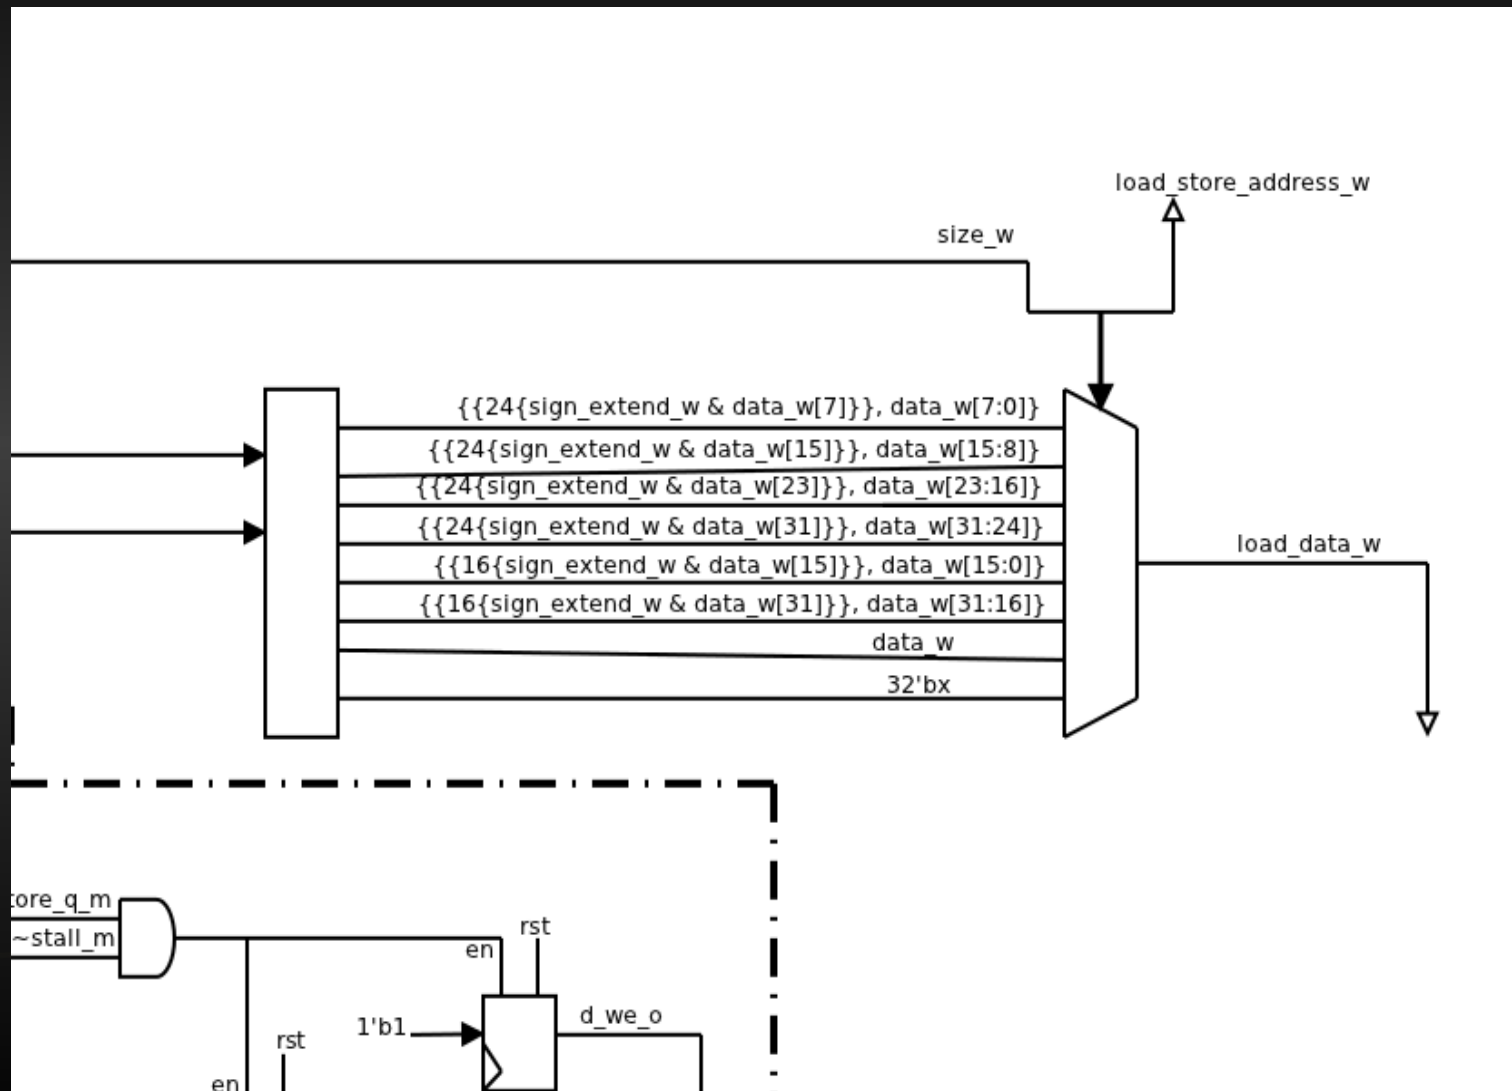 load_store_address_w
size_w
{{24{sign_extend_w & data_w[7]}}, data_w[7:0]}
{{24{sign_extend_w & data_w[15]}}, data_w[15:8]}
{{24{sign_extend_w & data_w[23]}}, data_w[23:16]}
{{24{sign_extend_w & data_w[31]}}, data_w[31:24]}
load_data_w
{{16{sign_extend_w & data_w[15]}}, data_w[15:0]}
{{16{sign_extend_w & data_w[31]}}, data_w[31:16]}
data_w
32'bx
tore_q_m
~stall_m
rst
en
1'b1
d_we_o
rst
en